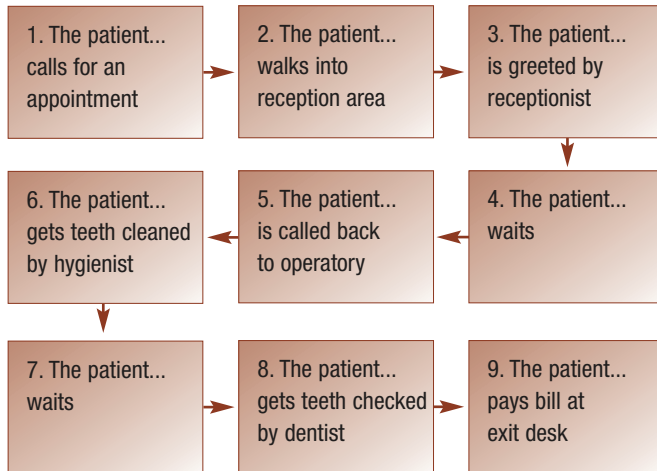 1. The patient...
calls for an
appointment
2. The patient...
walks into
reception area
3. The patient...
is greeted by
receptionist
4. The patient...
waits
5. The patient...
is called back
to operatory
6. The patient...
gets teeth cleaned
by hygienist
7. The patient...
waits
8. The patient...
gets teeth checked
by dentist
9. The patient...
pays bill at
exit desk